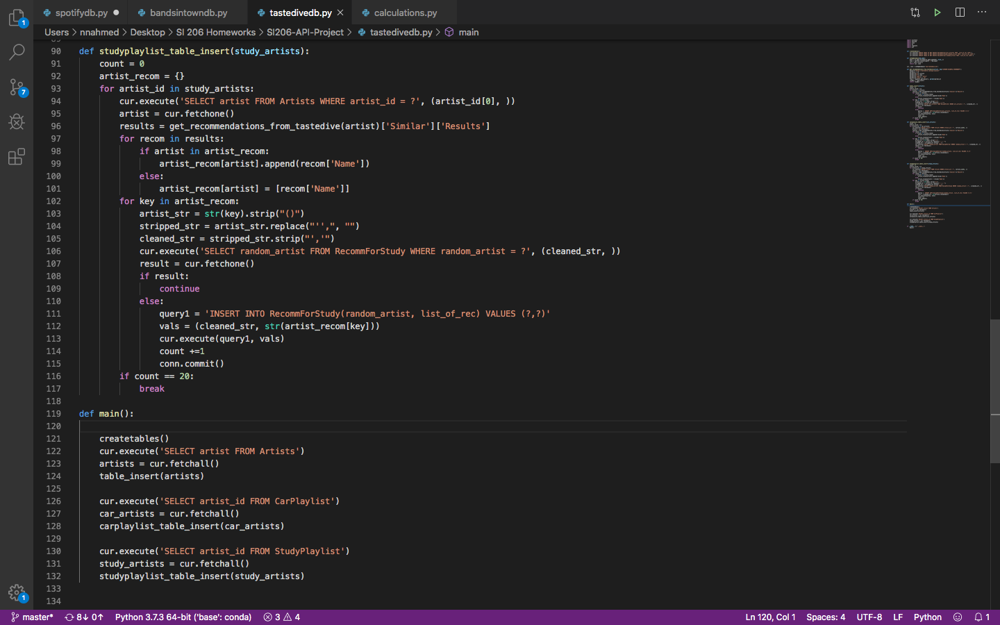 spotifydb.py
bandsintowndb.py
tastedivedb.py
calculations.py
Users > nnahmed > Desktop > SI 206 Homeworks > SI206-API-Project > tastedivedb.py > main
90 def studyplaylist_table_insert(study_artists):
91 count = 0
92 artist_recom = {}
93 for artist_id in study_artists:
94 cur.execute('SELECT artist FROM Artists WHERE artist_id = ?', (artist_id[0], ))
95 artist = cur.fetchone()
96 results = get_recommendations_from_tastedive(artist)['Similar']['Results']
97 for recom in results:
98 if artist in artist_recom:
99 artist_recom[artist].append(recom['Name'])
100 else:
101 artist_recom[artist] = [recom['Name']]
102 for key in artist_recom:
103 artist_str = str(key).strip("()")
104 stripped_str = artist_str.replace("'',", "")
105 cleaned_str = stripped_str.strip("','")
106 cur.execute('SELECT random_artist FROM RecommForStudy WHERE random_artist = ?', (cleaned_str, ))
107 result = cur.fetchone()
108 if result:
109 continue
110 else:
111 query1 = 'INSERT INTO RecommForStudy(random_artist, list_of_rec) VALUES (?,?)'
112 vals = (cleaned_str, str(artist_recom[key]))
113 cur.execute(query1, vals)
114 count +=1
115 conn.commit()
116 if count == 20:
117 break
118
119 def main():
120
121 createtables()
122 cur.execute('SELECT artist FROM Artists')
123 artists = cur.fetchall()
124 table_insert(artists)
125
126 cur.execute('SELECT artist_id FROM CarPlaylist')
127 car_artists = cur.fetchall()
128 carplaylist_table_insert(car_artists)
129
130 cur.execute('SELECT artist_id FROM StudyPlaylist')
131 study_artists = cur.fetchall()
132 studyplaylist_table_insert(study_artists)
133
134
1
7
1
master* 8↓ 0↑ Python 3.7.3 64-bit ('base': conda) 3 4 Ln 120, Col 1 Spaces: 4 UTF-8 LF Python 1